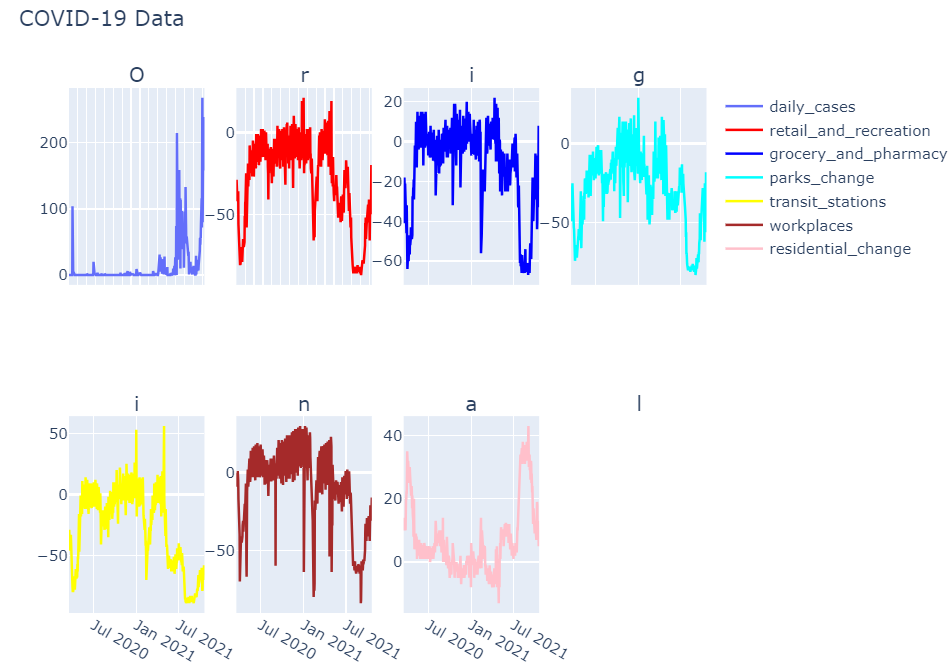 COVID-19 Data
O r i g
200
100
0
0
−50
20
0
−20
−40
−60
0
−50
daily_cases
retail_and_recreation
grocery_and_pharmacy
parks_change
transit_stations
workplaces
residential_change
i n a l
50
0
−50
0
−50
40
20
0
Jul 2020 Jan 2021 Jul 2021
Jul 2020 Jan 2021 Jul 2021
Jul 2020 Jan 2021 Jul 2021